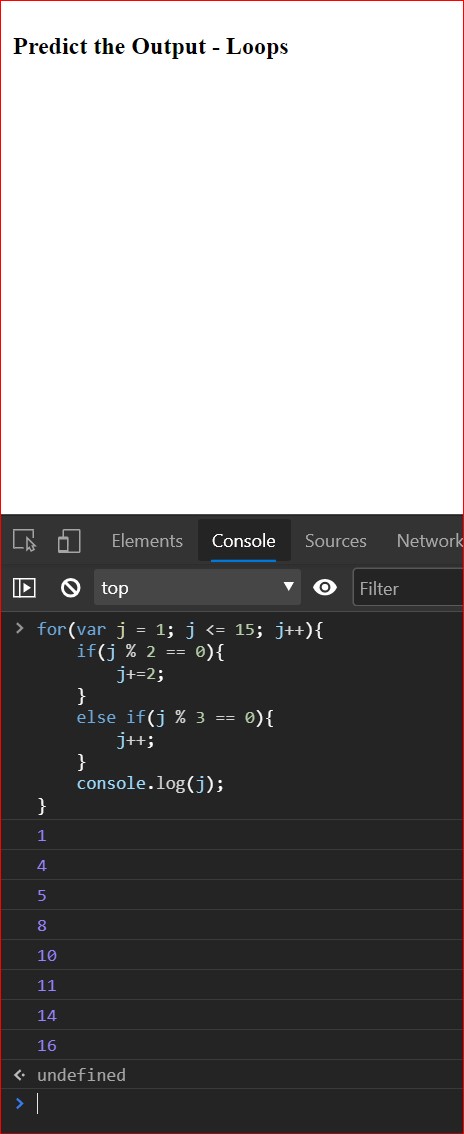 Predict the Output - Loops
Elements Console Sources Network
top Filter
> for(var j = 1; j <= 15; j++){
    if(j % 2 == 0){
        j+=2;
    }
    else if(j % 3 == 0){
        j++;
    }
    console.log(j);
}
1
4
5
8
10
11
14
16
undefined
>